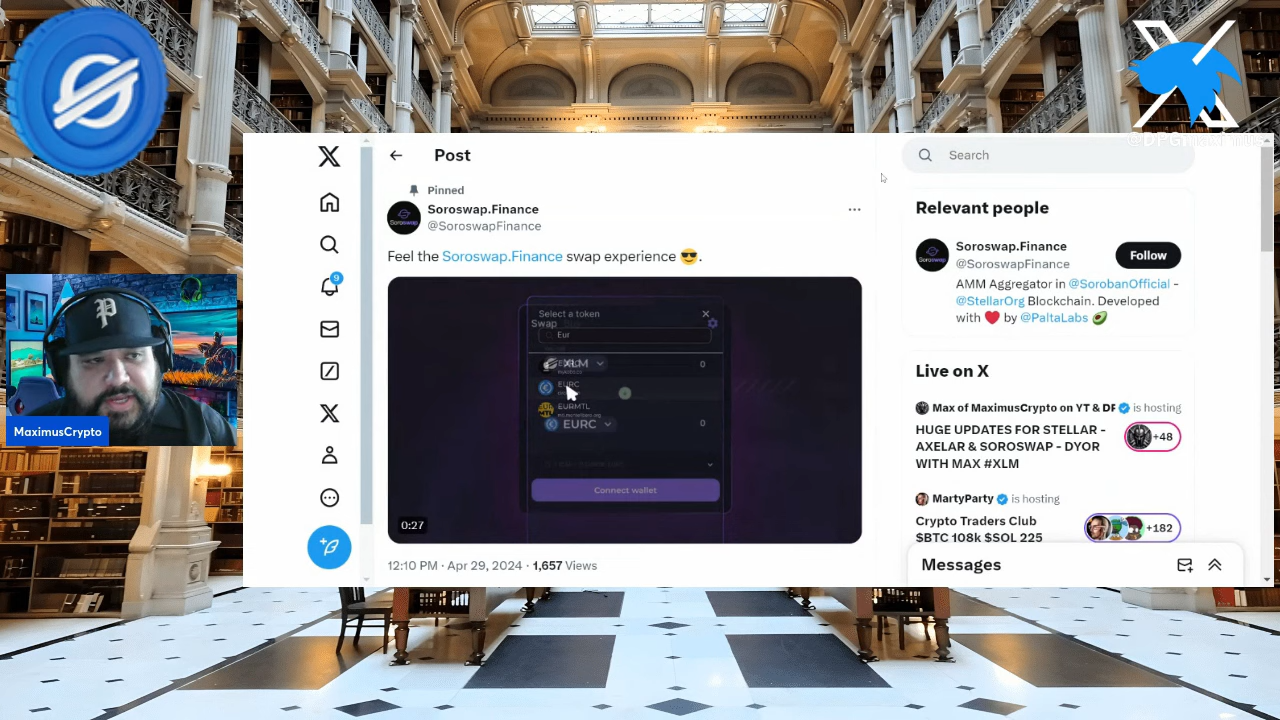 Post
Search
Pinned
Soroswap.Finance
@SoroswapFinance
Feel the Soroswap.Finance swap experience 😎.
Select a token
Swap
Eur
XLM
0
EURC
EURMTL
EURC
0
Connect wallet
0:27
12:10 PM · Apr 29, 2024 · 1,657 Views
Relevant people
Soroswap.Finance
@SoroswapFinance
Follow
AMM Aggregator in @SorobanOfficial -
@StellarOrg Blockchain. Developed
with ❤️ by @PaltaLabs 🥑
Live on X
Max of MaximusCrypto on YT & DF is hosting
HUGE UPDATES FOR STELLAR -
AXELAR & SOROSWAP - DYOR
WITH MAX #XLM
+48
MartyParty is hosting
Crypto Traders Club
$BTC 108k $SOL 225
+182
Messages
9
P
MaximusCrypto